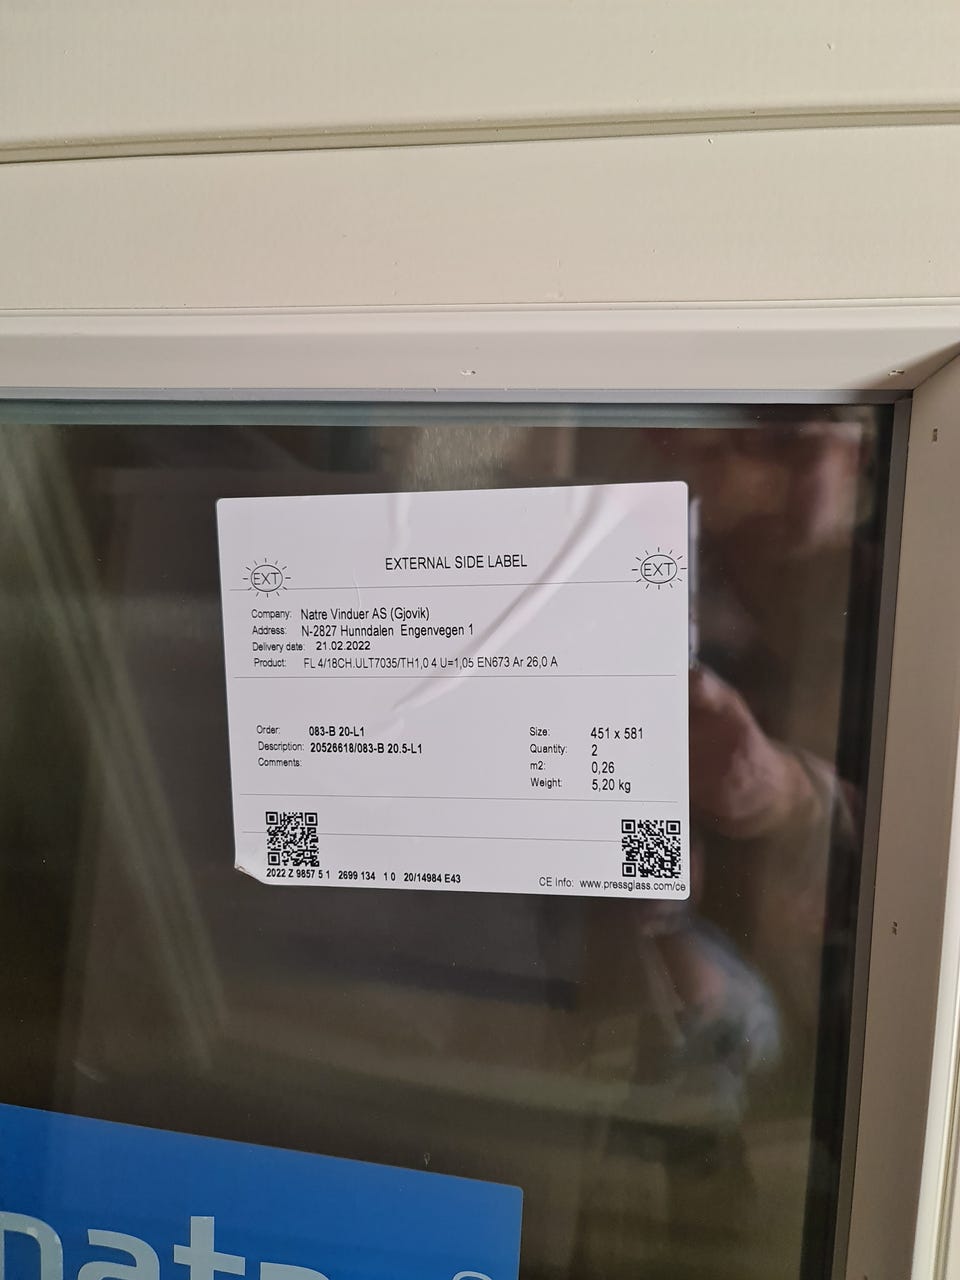 EXTERNAL SIDE LABEL
EXT
EXT
Company: Natre Vinduer AS (Gjovik)
Address: N-2827 Hunndalen Engenvegen 1
Delivery date: 21.02.2022
Product: FL 4/18CH.ULT7035/TH1,0 4 U=1,05 EN673 Ar 26,0 A
Order: 083-B 20-L1
Description: 20526618/083-B 20.5-L1
Comments:
Size: 451 x 581
Quantity: 2
m2: 0,26
Weight: 5,20 kg
2022 Z 9857 5 1 2699 134 1 0 20/14984 E43
CE Info: www.pressglass.com/ce